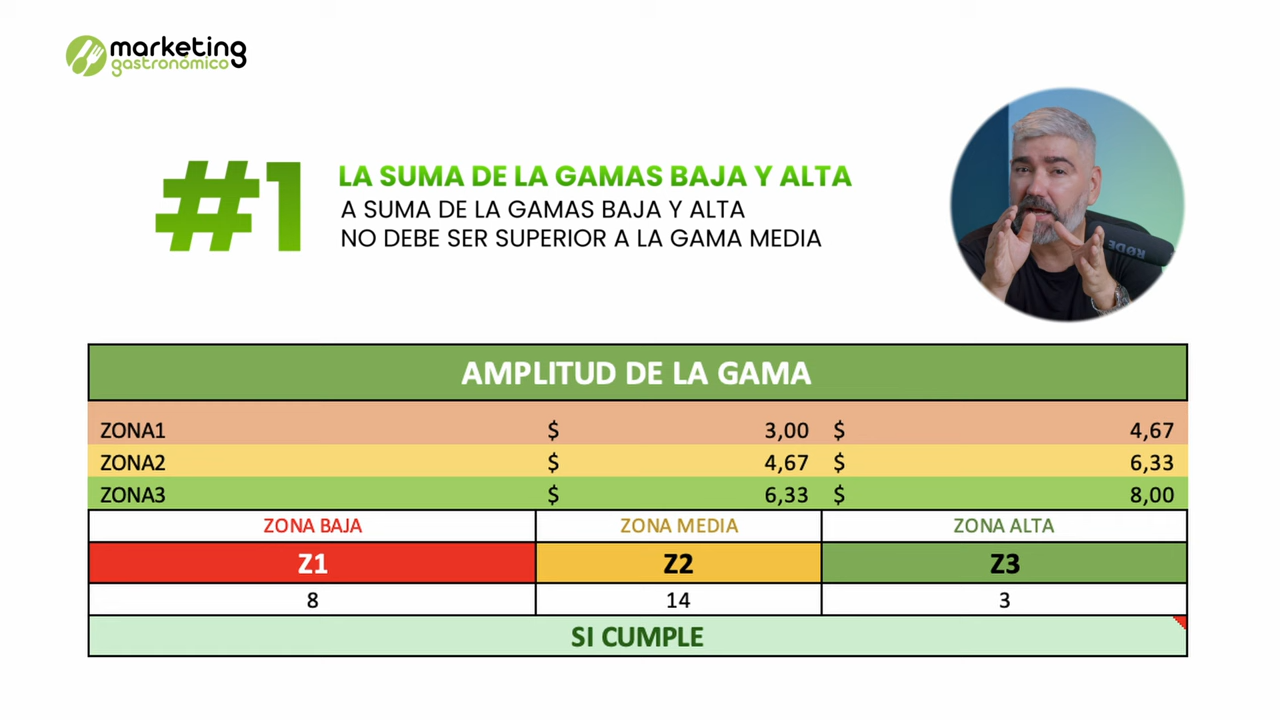 marketing
gastronómico
#1
LA SUMA DE LA GAMAS BAJA Y ALTA
A SUMA DE LA GAMAS BAJA Y ALTA
NO DEBE SER SUPERIOR A LA GAMA MEDIA
RØDE
AMPLITUD DE LA GAMA
ZONA1 $ 3,00 $ 4,67
ZONA2 $ 4,67 $ 6,33
ZONA3 $ 6,33 $ 8,00
ZONA BAJA ZONA MEDIA ZONA ALTA
Z1 Z2 Z3
8 14 3
SI CUMPLE